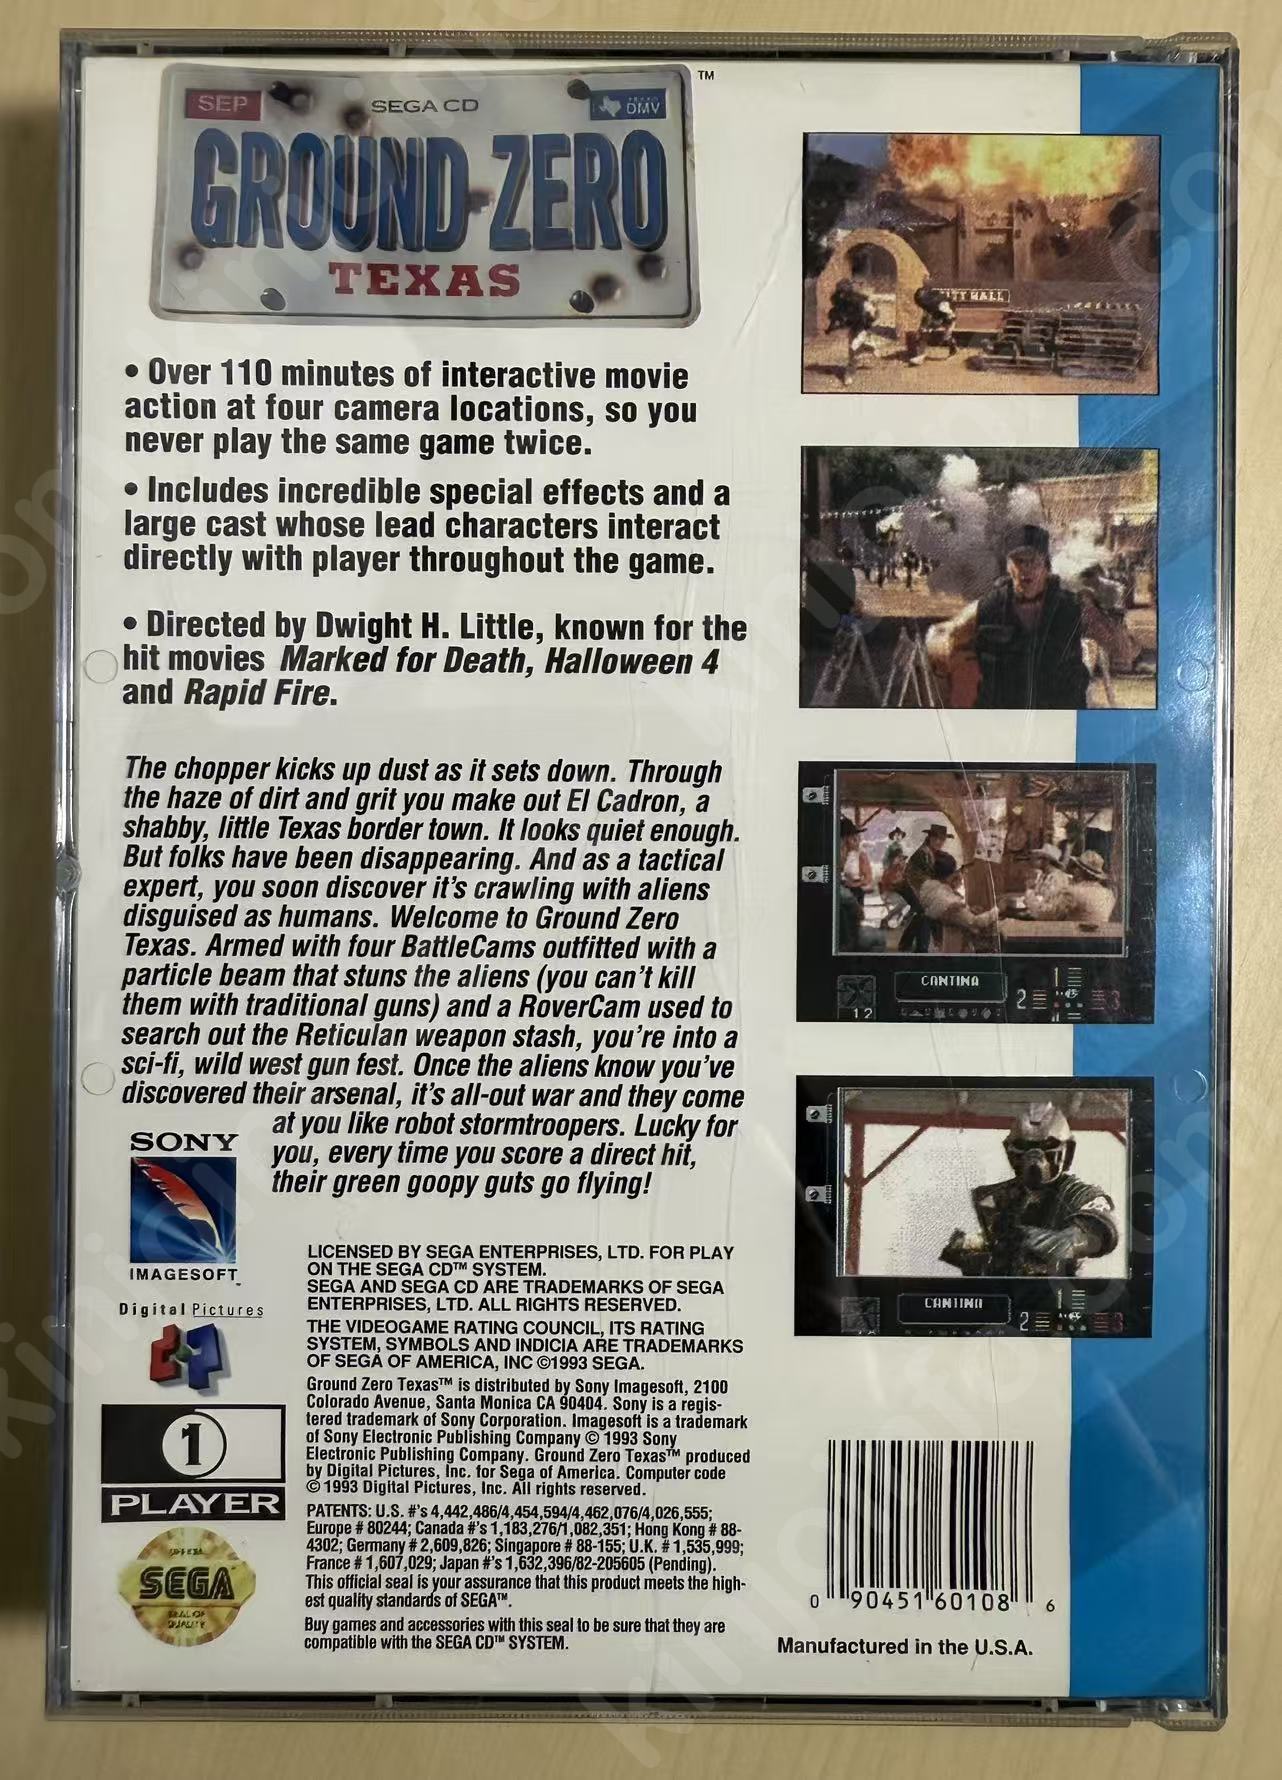 SEP
SEGA CD
TEXAS
DMV
TM
GROUND ZERO
TEXAS
• Over 110 minutes of interactive movie
action at four camera locations, so you
never play the same game twice.
• Includes incredible special effects and a
large cast whose lead characters interact
directly with player throughout the game.
• Directed by Dwight H. Little, known for the
hit movies Marked for Death, Halloween 4
and Rapid Fire.
The chopper kicks up dust as it sets down. Through
the haze of dirt and grit you make out El Cadron, a
shabby, little Texas border town. It looks quiet enough.
But folks have been disappearing. And as a tactical
expert, you soon discover it's crawling with aliens
disguised as humans. Welcome to Ground Zero
Texas. Armed with four BattleCams outfitted with a
particle beam that stuns the aliens (you can't kill
them with traditional guns) and a RoverCam used to
search out the Reticulan weapon stash, you're into a
sci-fi, wild west gun fest. Once the aliens know you've
discovered their arsenal, it's all-out war and they come
at you like robot stormtroopers. Lucky for
you, every time you score a direct hit,
their green goopy guts go flying!
SONY
IMAGESOFT
Digital Pictures
1
PLAYER
SEGA
SEAL OF
QUALITY
LICENSED BY SEGA ENTERPRISES, LTD. FOR PLAY
ON THE SEGA CD™ SYSTEM.
SEGA AND SEGA CD ARE TRADEMARKS OF SEGA
ENTERPRISES, LTD. ALL RIGHTS RESERVED.
THE VIDEOGAME RATING COUNCIL, ITS RATING
SYSTEM, SYMBOLS AND INDICIA ARE TRADEMARKS
OF SEGA OF AMERICA, INC ©1993 SEGA.
Ground Zero Texas™ is distributed by Sony Imagesoft, 2100
Colorado Avenue, Santa Monica CA 90404. Sony is a regis-
tered trademark of Sony Corporation. Imagesoft is a trademark
of Sony Electronic Publishing Company © 1993 Sony
Electronic Publishing Company. Ground Zero Texas™ produced
by Digital Pictures, Inc. for Sega of America. Computer code
© 1993 Digital Pictures, Inc. All rights reserved.
PATENTS: U.S. #'s 4,442,486/4,454,594/4,462,076/4,026,555;
Europe # 80244; Canada #'s 1,183,276/1,082,351; Hong Kong # 88-
4302; Germany # 2,609,826; Singapore # 88-155; U.K. # 1,535,999;
France # 1,607,029; Japan #'s 1,632,396/82-205605 (Pending).
This official seal is your assurance that this product meets the high-
est quality standards of SEGA™.
Buy games and accessories with this seal to be sure that they are
compatible with the SEGA CD™ SYSTEM.
CITY HALL
CANTINA
1
2
3
12
CANTINA
1
2
3
0 90451 60108 6
Manufactured in the U.S.A.